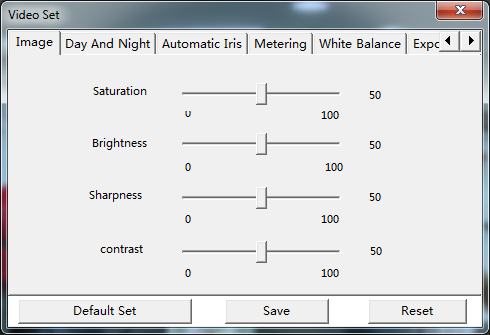 Video Set
Image Day And Night Automatic Iris Metering White Balance Expo
Saturation 50
0 100
Brightness 50
0 100
Sharpness 50
0 100
contrast 50
0 100
Default Set Save Reset